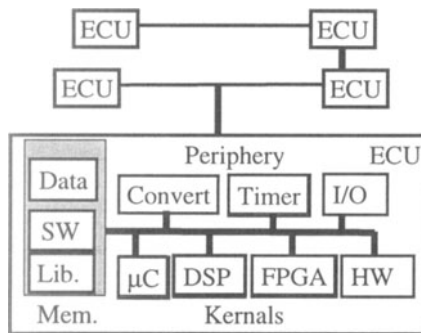 ECU ECU
ECU ECU
Periphery ECU
Data Convert Timer I/O
SW
Lib. μC DSP FPGA HW
Mem. Kernals